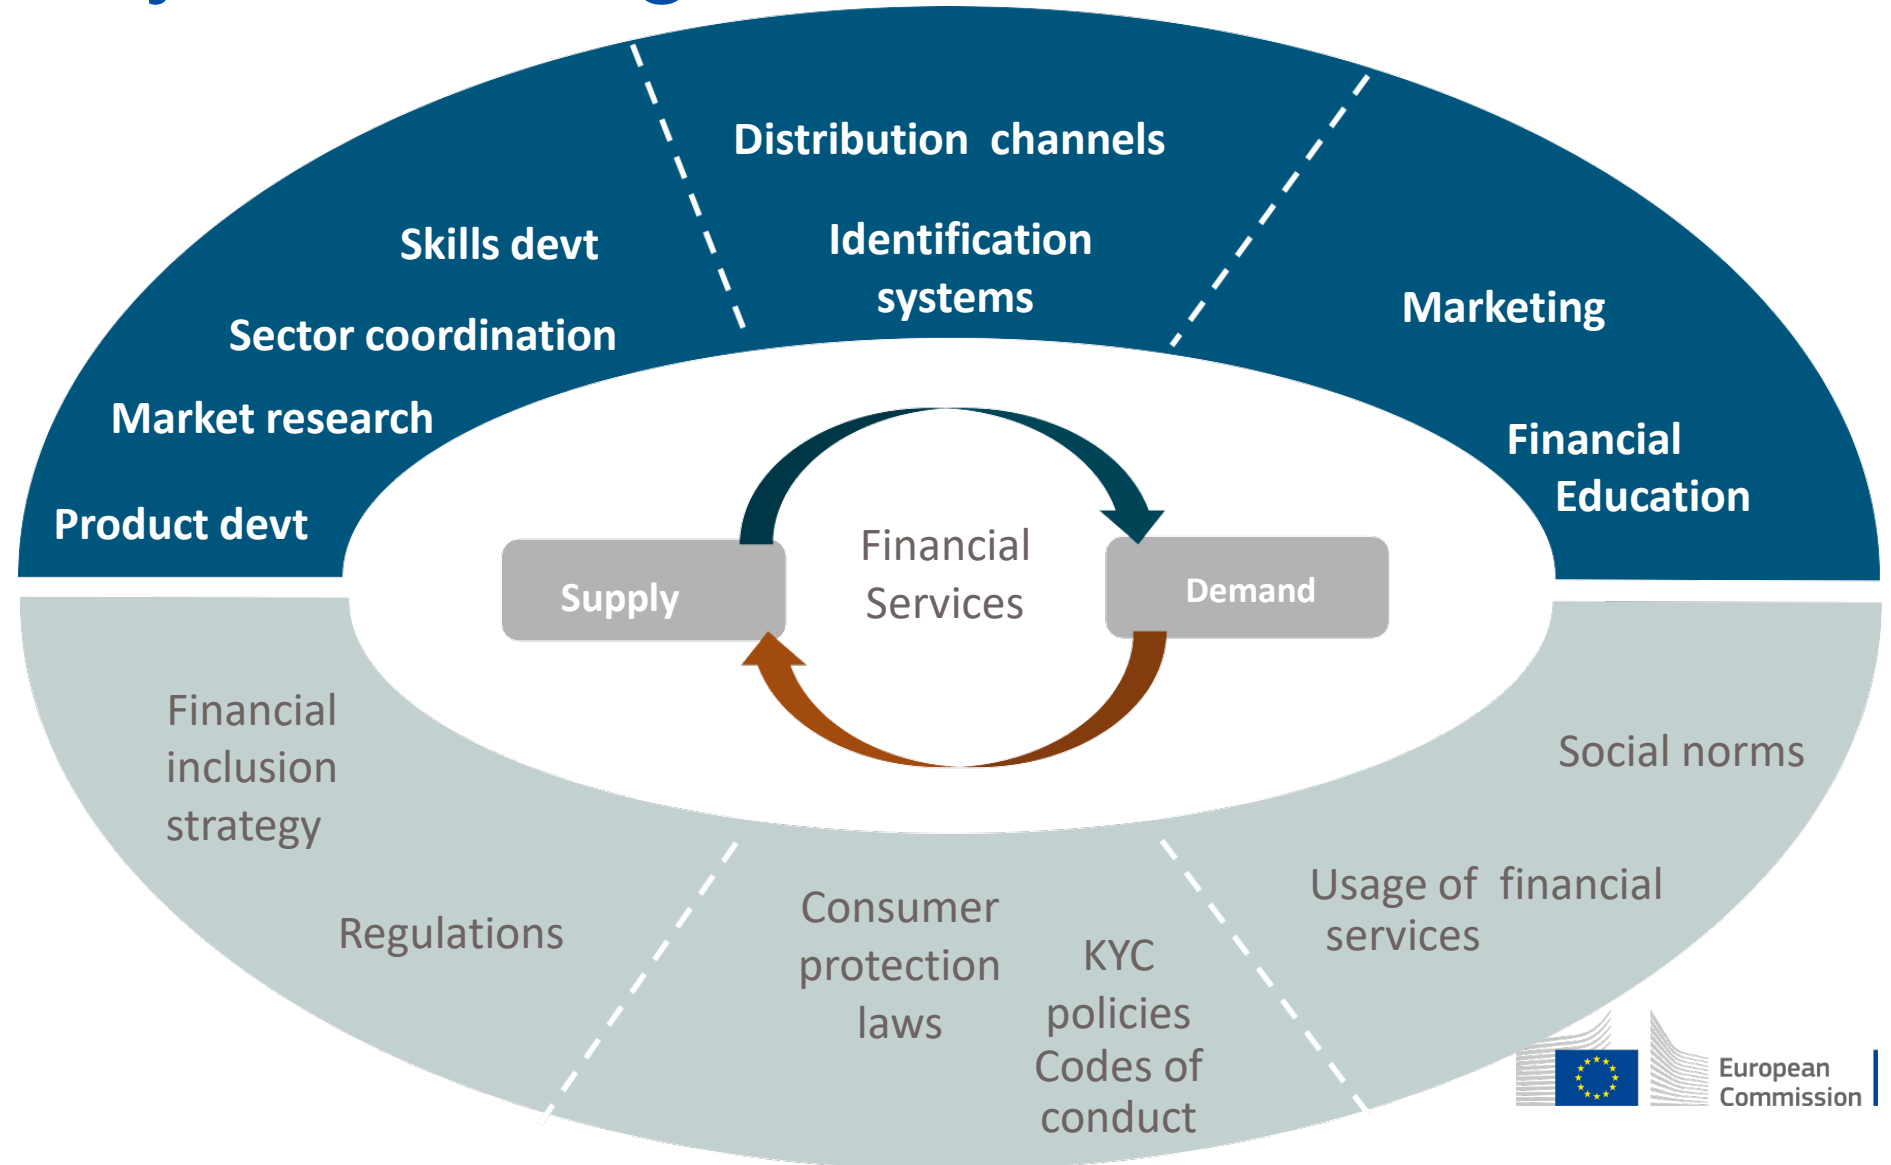 Distribution channels
Identification
systems
Skills devt
Sector coordination
Market research
Product devt
Marketing
Financial
Education
Financial
Services
Supply
Demand
Financial
inclusion
strategy
Regulations
Consumer
protection
laws
KYC
policies
Codes of
conduct
Usage of financial
services
Social norms
European
Commission